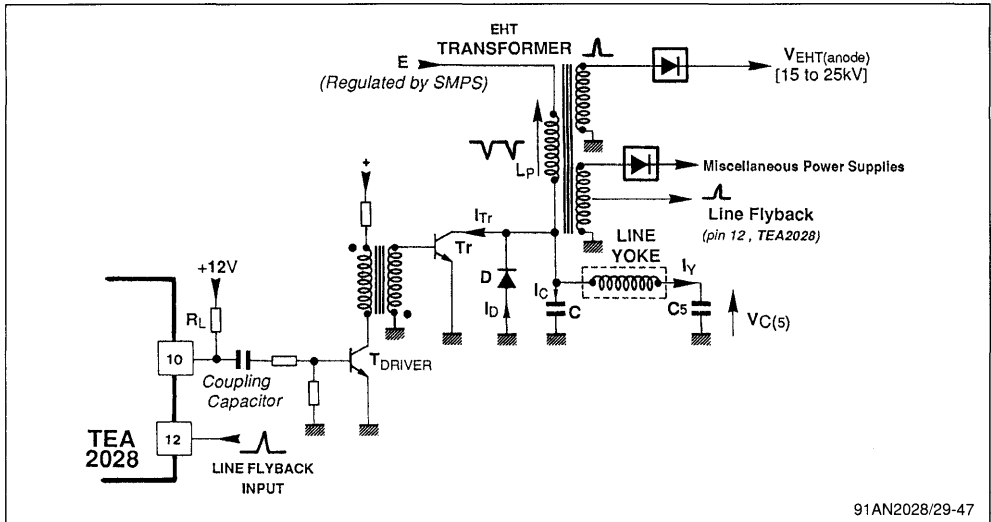 EHT
TRANSFORMER
E
(Regulated by SMPS)
VEHT(anode)
[15 to 25kV]
LP
Miscellaneous Power Supplies
Line Flyback
(pin 12 , TEA2028)
+
ITr
Tr
D
ID
IC
C
LINE
YOKE
IY
C5
VC(5)
+12V
RL
10
Coupling
Capacitor
TDRIVER
TEA
2028
12
LINE FLYBACK
INPUT
91AN2028/29-47